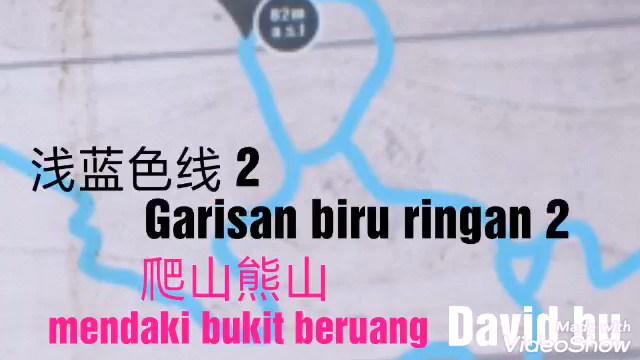 82m
a.s.l
浅蓝色线 2
Garisan biru ringan 2
爬山熊山
mendaki bukit beruang
David hu
Made with
VideoShow